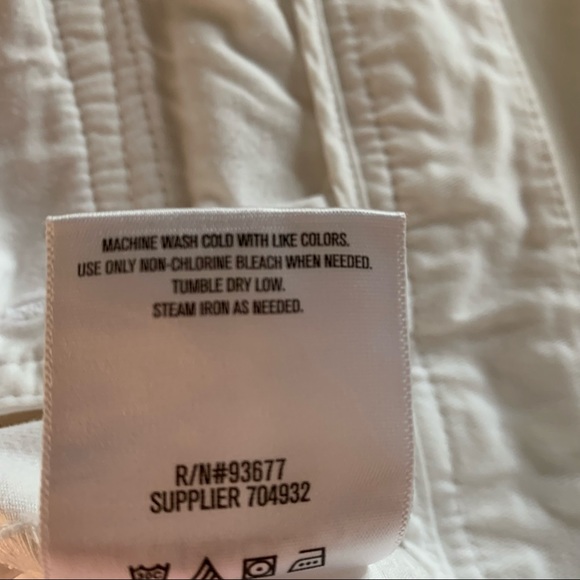 MACHINE WASH COLD WITH LIKE COLORS.
USE ONLY NON-CHLORINE BLEACH WHEN NEEDED.
TUMBLE DRY LOW.
STEAM IRON AS NEEDED.
R/N#93677
SUPPLIER 704932